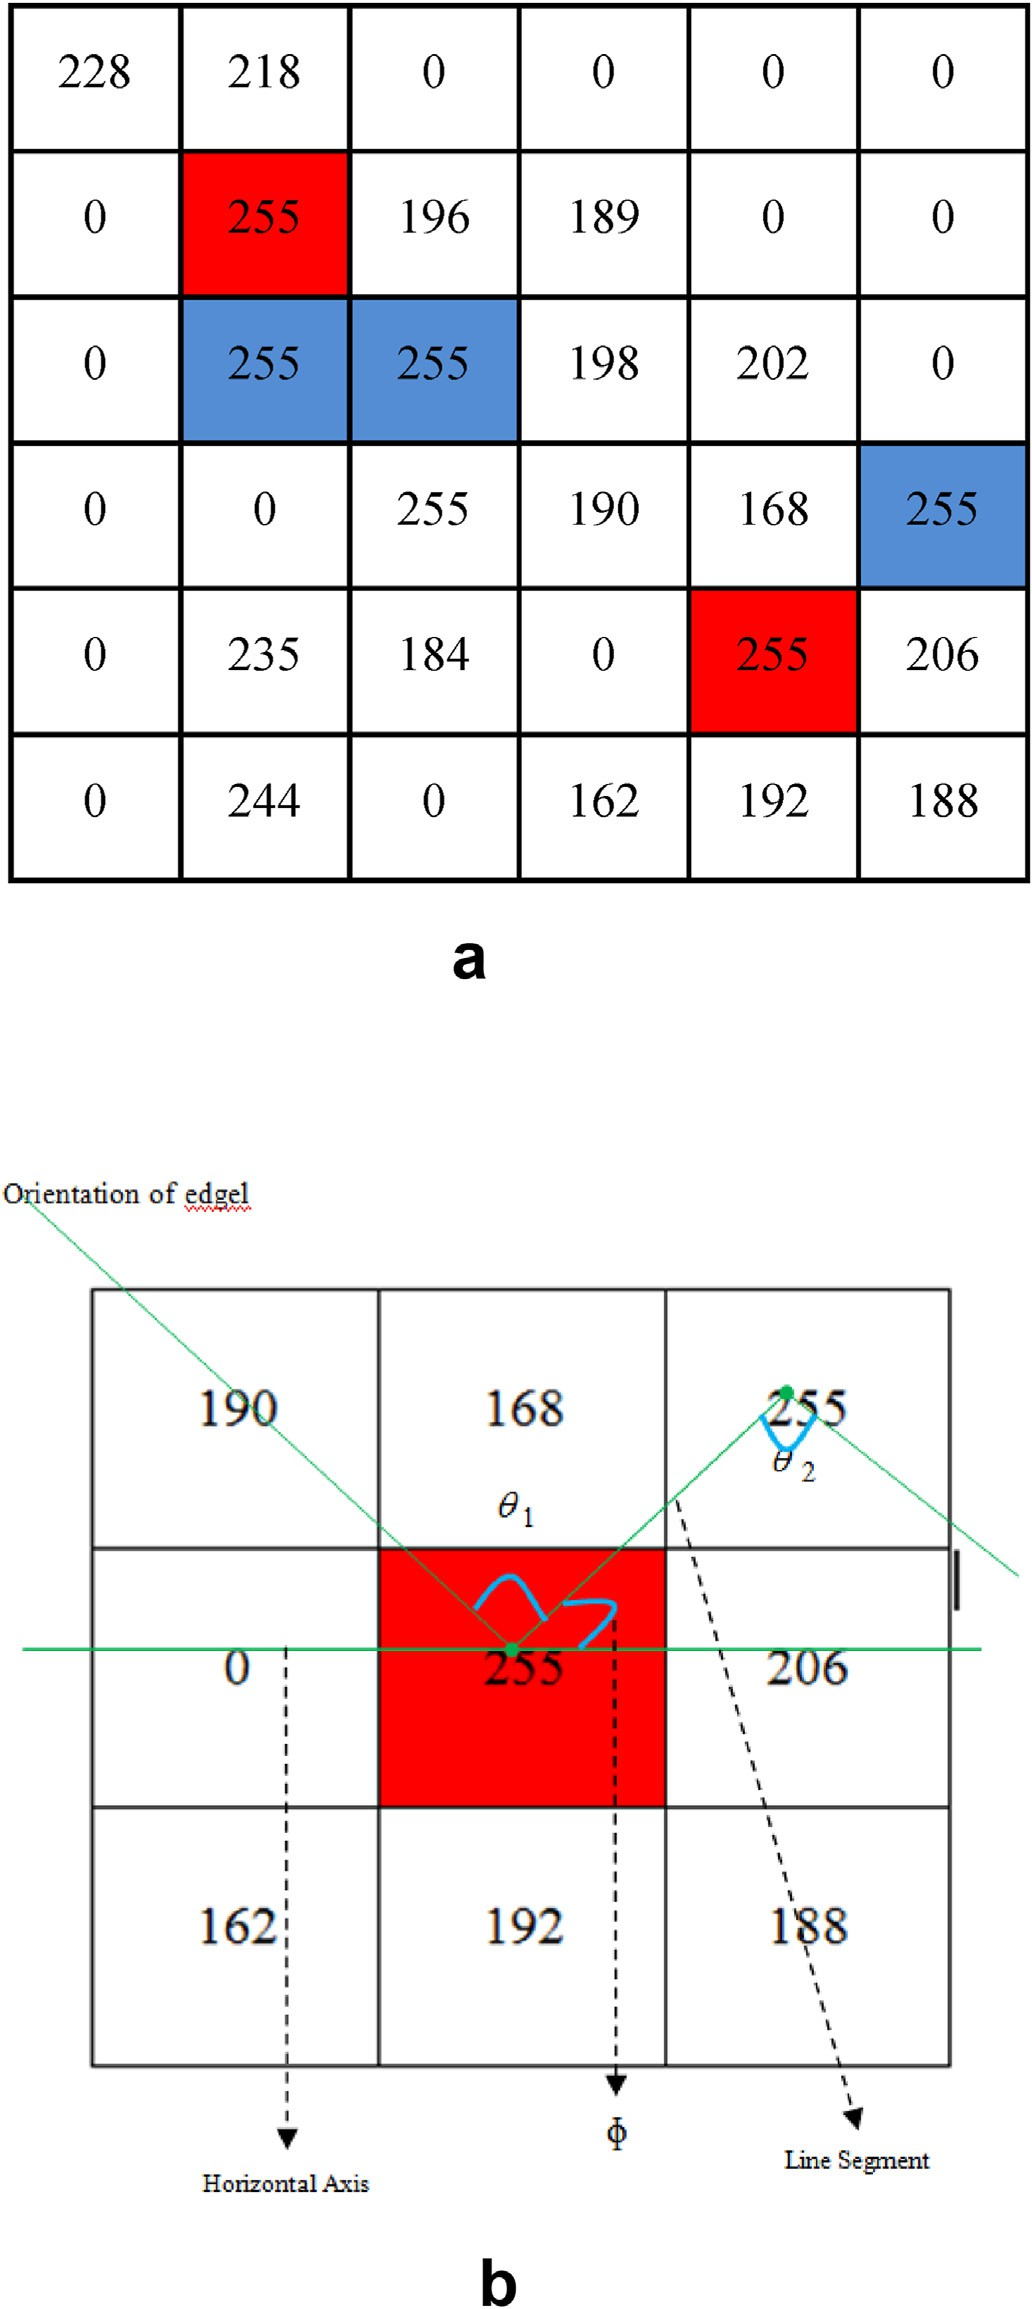 228 218 0 0 0 0
0 255 196 189 0 0
0 255 255 198 202 0
0 0 255 190 168 255
0 235 184 0 255 206
0 244 0 162 192 188
a
Orientation of edgel
190 168 255
θ 2
θ 1
0 255 206
162 192 188
ϕ
Line Segment
Horizontal Axis
b